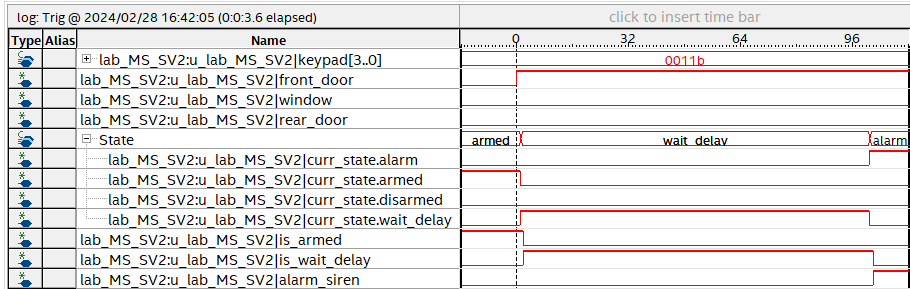 log: Trig @ 2024/02/28 16:42:05 (0:0:3.6 elapsed) click to insert time bar
Type Alias Name 0 32 64 96
lab_MS_SV2:u_lab_MS_SV2|keypad[3..0] 0011b
lab_MS_SV2:u_lab_MS_SV2|front_door
lab_MS_SV2:u_lab_MS_SV2|window
lab_MS_SV2:u_lab_MS_SV2|rear_door
State armed wait_delay alarm
lab_MS_SV2:u_lab_MS_SV2|curr_state.alarm
lab_MS_SV2:u_lab_MS_SV2|curr_state.armed
lab_MS_SV2:u_lab_MS_SV2|curr_state.disarmed
lab_MS_SV2:u_lab_MS_SV2|curr_state.wait_delay
lab_MS_SV2:u_lab_MS_SV2|is_armed
lab_MS_SV2:u_lab_MS_SV2|is_wait_delay
lab_MS_SV2:u_lab_MS_SV2|alarm_siren